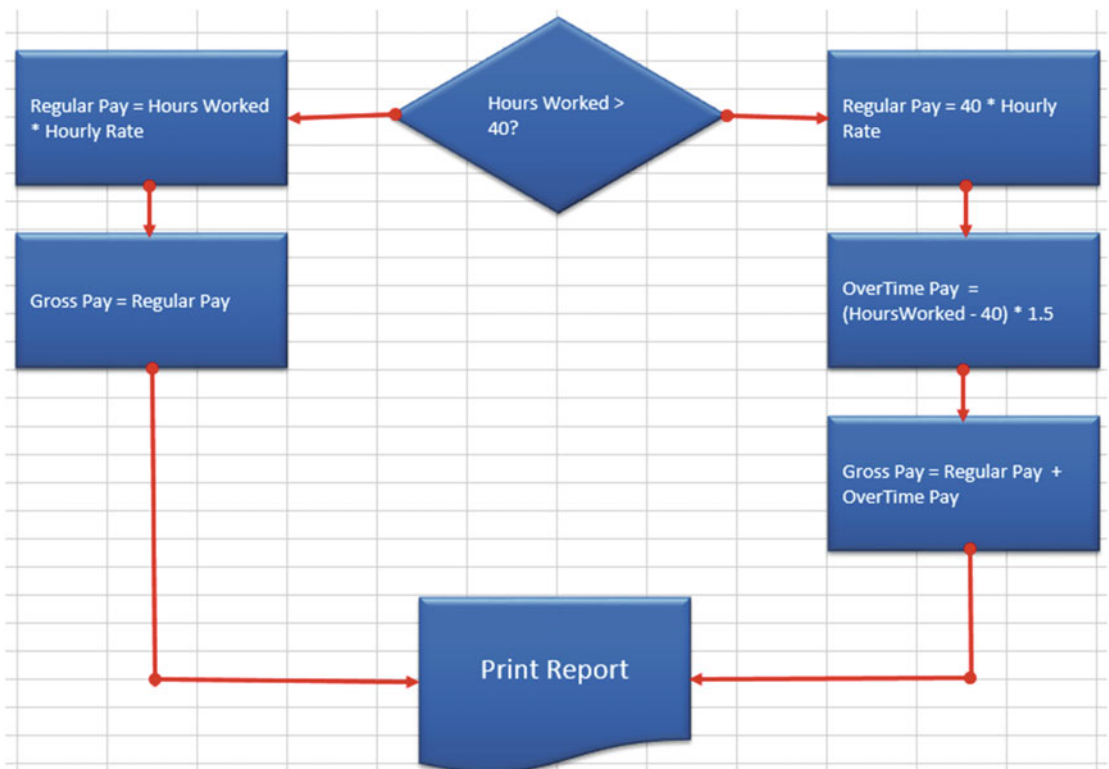 Hours Worked >
40?
Regular Pay = Hours Worked
* Hourly Rate
Gross Pay = Regular Pay
Regular Pay = 40 * Hourly
Rate
OverTime Pay =
(HoursWorked - 40) * 1.5
Gross Pay = Regular Pay +
OverTime Pay
Print Report